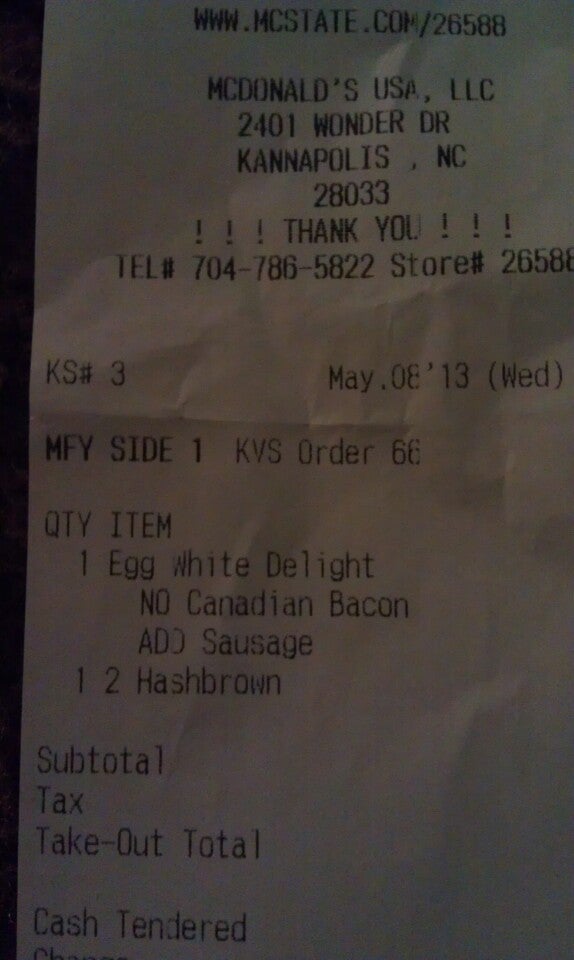 WWW.MCSTATE.COM/26588
MCDONALD'S USA, LLC
2401 WONDER DR
KANNAPOLIS , NC
28033
! ! ! THANK YOU ! ! !
TEL# 704-786-5822 Store# 26588
KS# 3 May.08'13 (Wed)
MFY SIDE 1 KVS Order 66
QTY ITEM
1 Egg White Delight
NO Canadian Bacon
ADD Sausage
1 2 Hashbrown
Subtotal
Tax
Take-Out Total
Cash Tendered
Change